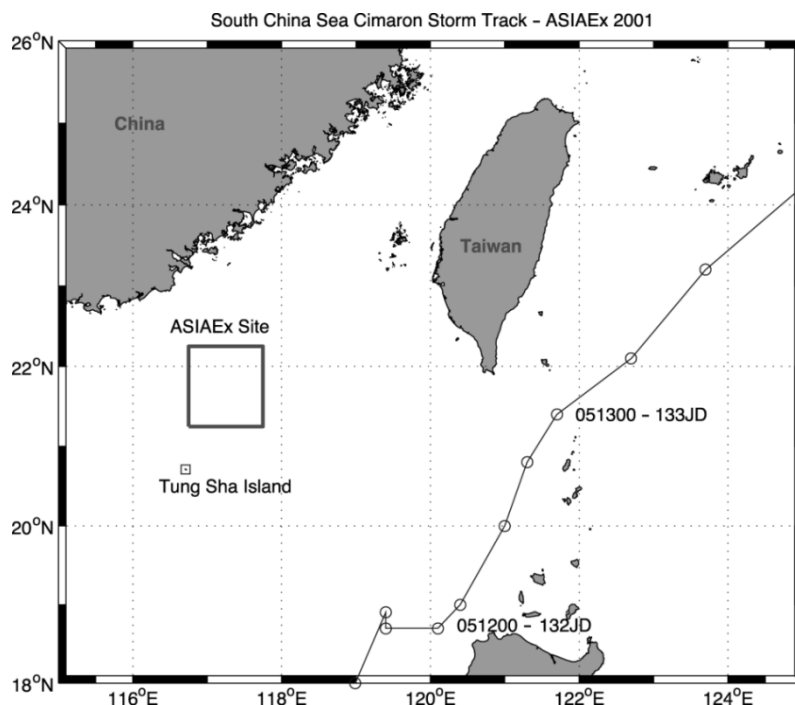 South China Sea Cimaron Storm Track - ASIAEx 2001
26°N
China
24°N
Taiwan
ASIAEx Site
22°N
051300 - 133JD
Tung Sha Island
20°N
051200 - 132JD
18°N
116°E 118°E 120°E 122°E 124°E